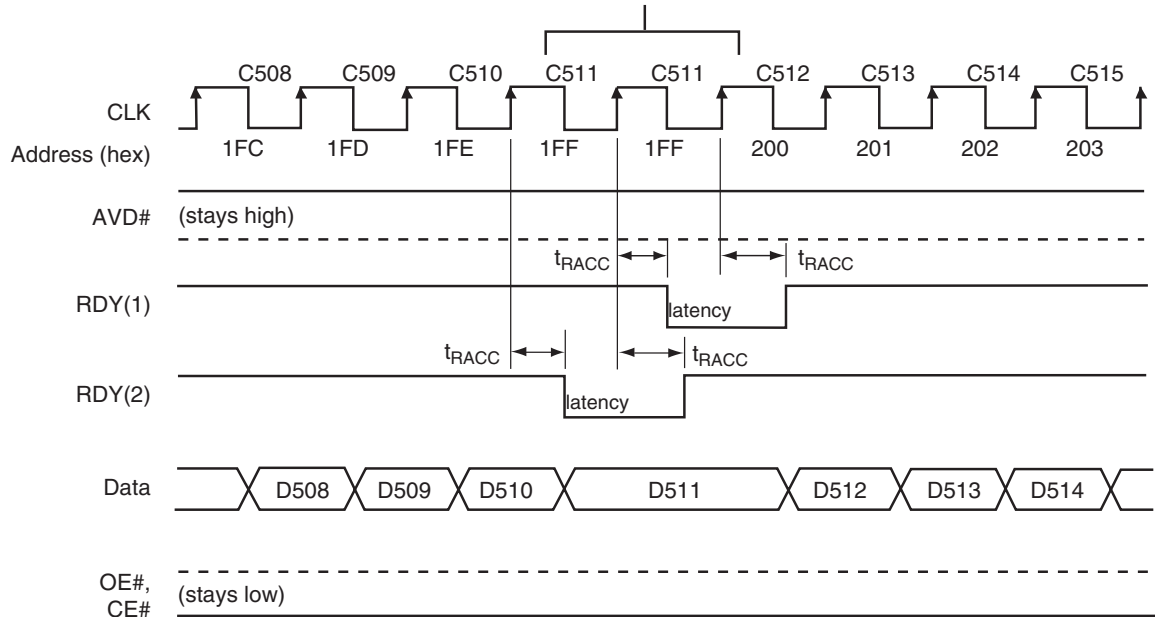 C508 C509 C510 C511 C511 C512 C513 C514 C515
CLK
Address (hex) 1FC 1FD 1FE 1FF 1FF 200 201 202 203
AVD# (stays high)
tRACC tRACC
RDY(1) latency
tRACC tRACC
RDY(2) latency
Data D508 D509 D510 D511 D512 D513 D514
OE#,
CE# (stays low)